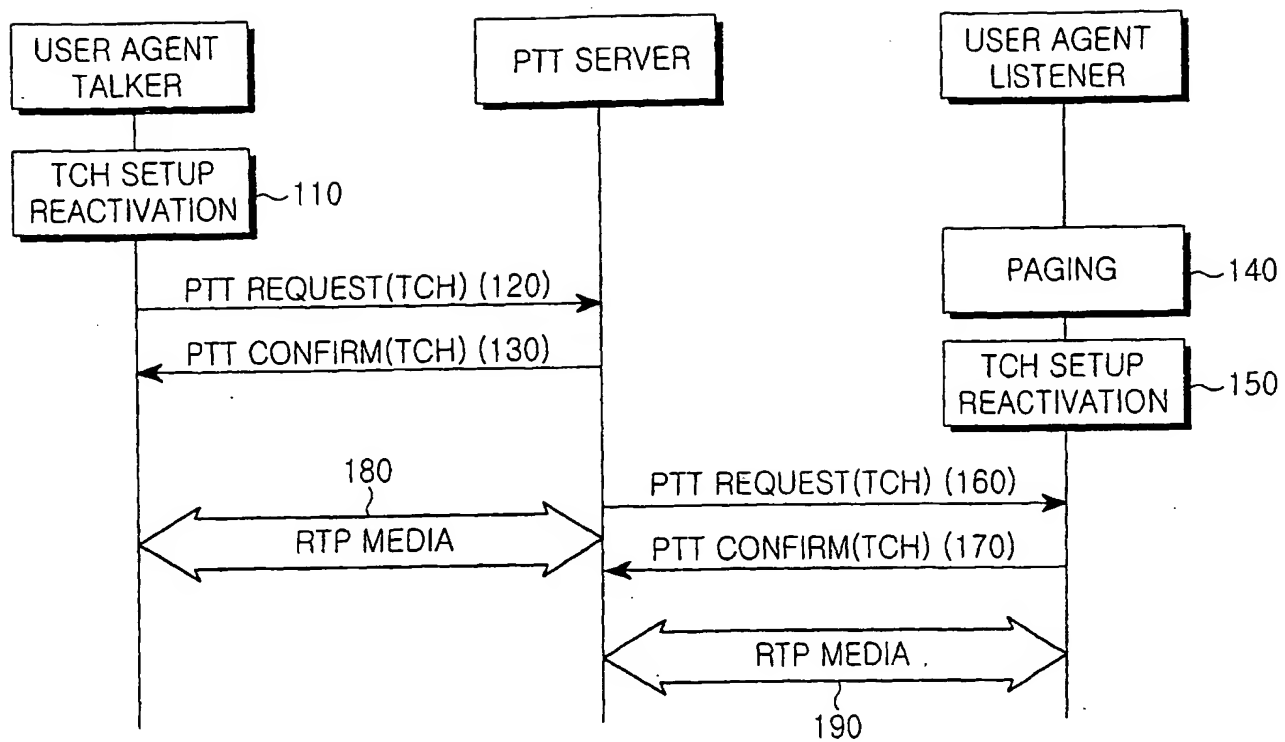 USER AGENT
TALKER
PTT SERVER
USER AGENT
LISTENER
TCH SETUP
REACTIVATION
110
PAGING
140
PTT REQUEST(TCH) (120)
PTT CONFIRM(TCH) (130)
TCH SETUP
REACTIVATION
150
180
RTP MEDIA
PTT REQUEST(TCH) (160)
PTT CONFIRM(TCH) (170)
RTP MEDIA
190